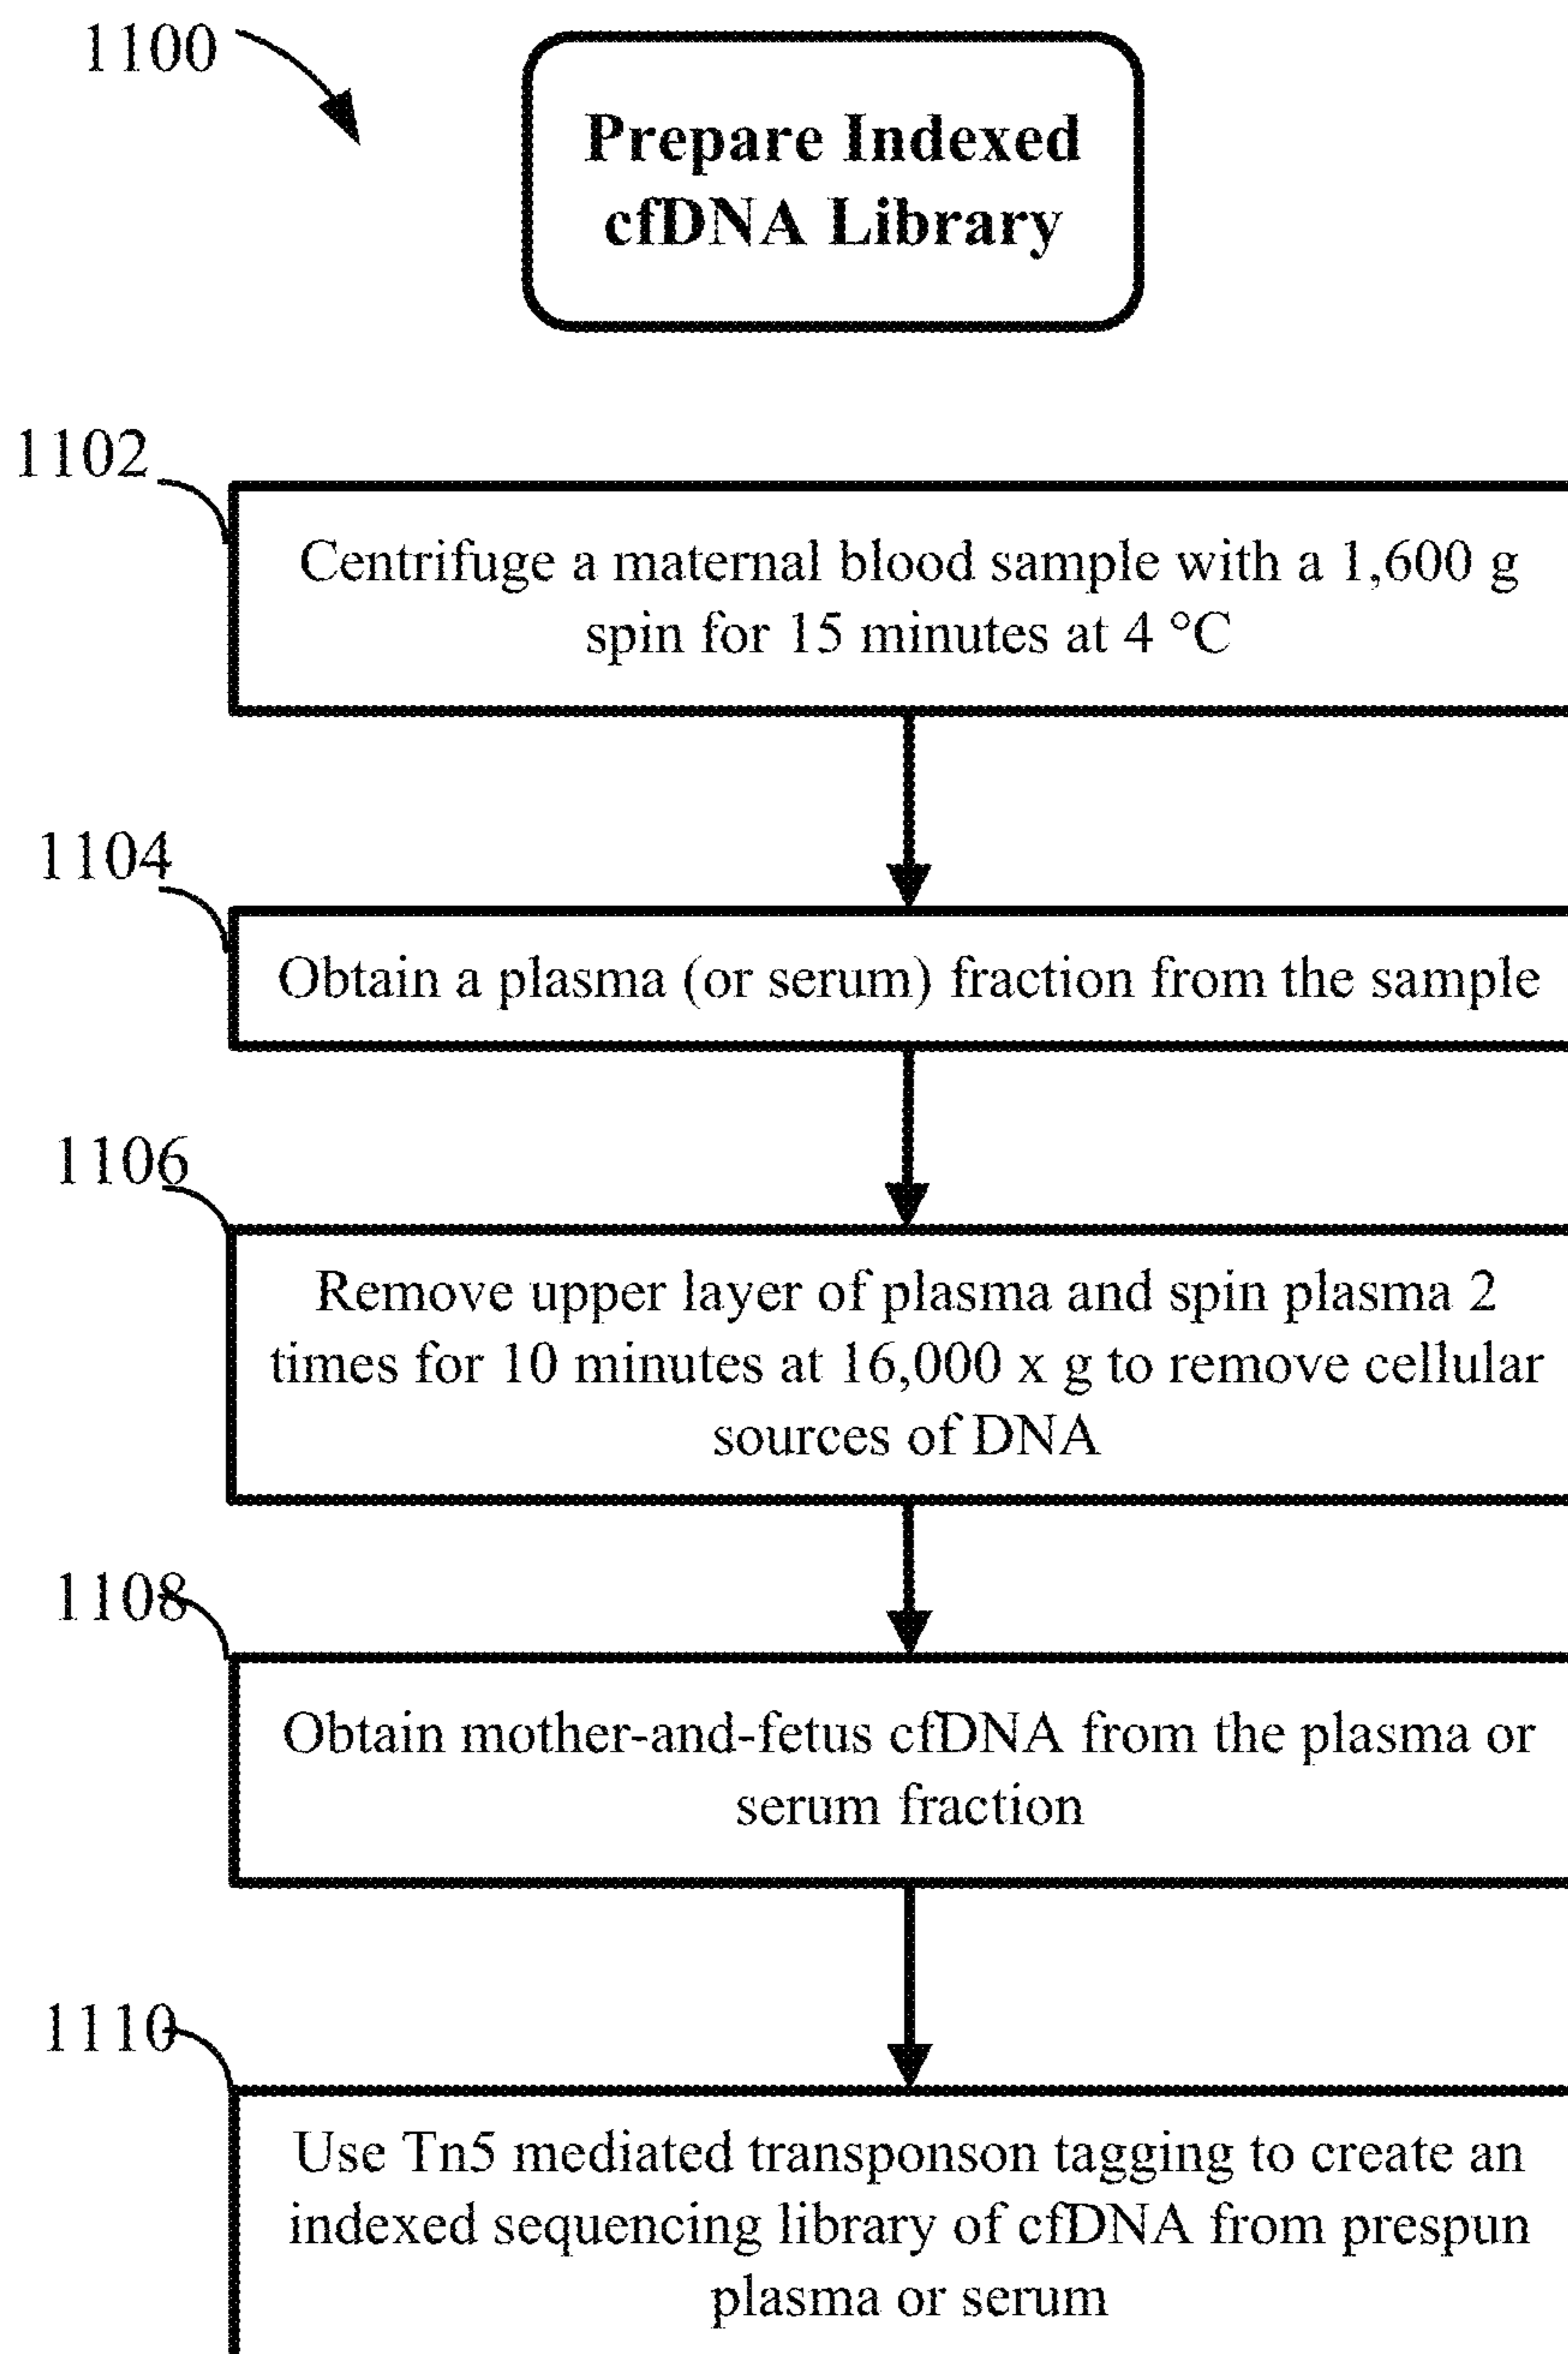 1100
Prepare Indexed
cfDNA Library
1102
Centrifuge a maternal blood sample with a 1,600 g
spin for 15 minutes at 4 °C
1104
Obtain a plasma (or serum) fraction from the sample
1106
Remove upper layer of plasma and spin plasma 2
times for 10 minutes at 16,000 x g to remove cellular
sources of DNA
1108
Obtain mother-and-fetus cfDNA from the plasma or
serum fraction
1110
Use Tn5 mediated transponson tagging to create an
indexed sequencing library of cfDNA from prespun
plasma or serum